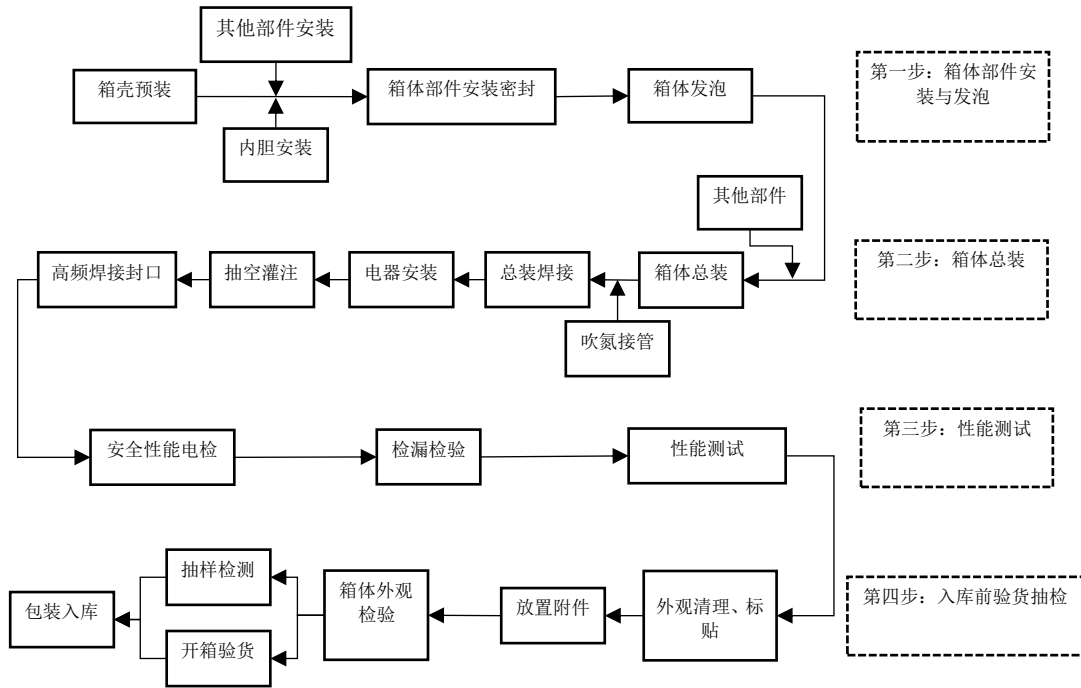 其他部件安装
箱壳预装
箱体部件安装密封
箱体发泡
内胆安装
第一步：箱体部件安
装与发泡
其他部件
高频焊接封口
抽空灌注
电器安装
总装焊接
箱体总装
吹氮接管
第二步：箱体总装
安全性能电检
检漏检验
性能测试
第三步：性能测试
包装入库
抽样检测
开箱验货
箱体外观
检验
放置附件
外观清理、标
贴
第四步：入库前验货抽检